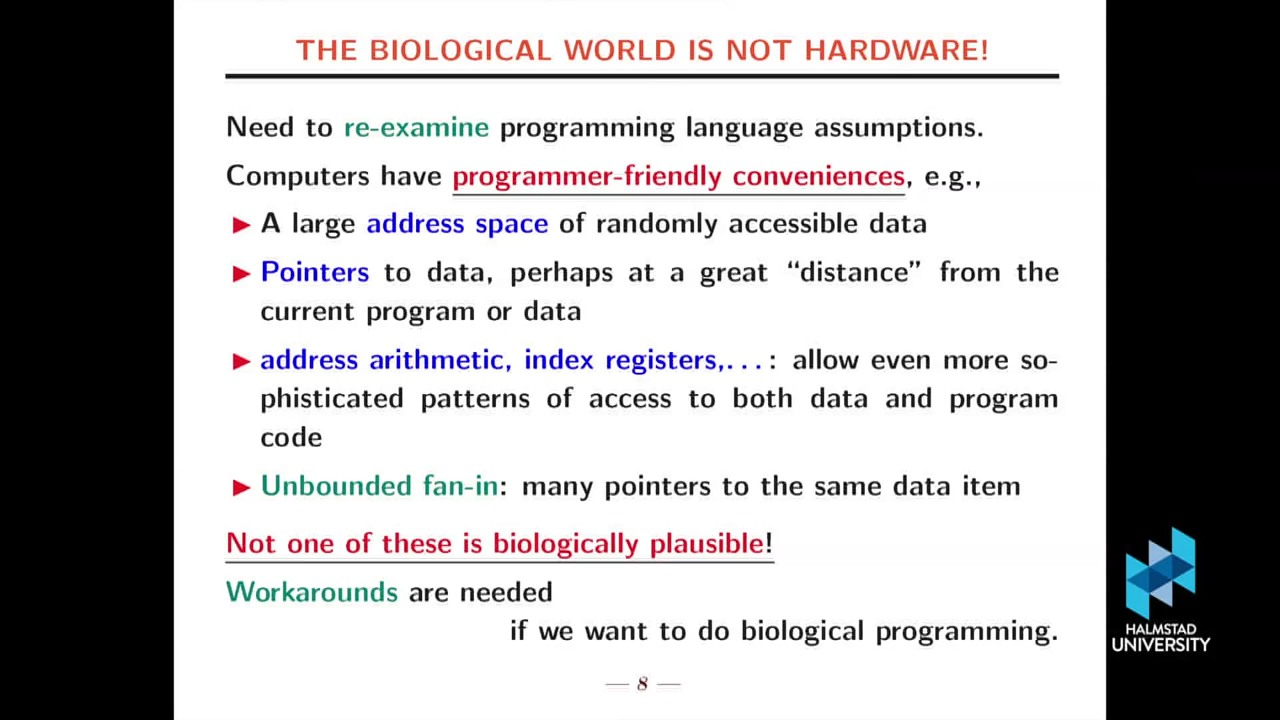 THE BIOLOGICAL WORLD IS NOT HARDWARE!
Need to re-examine programming language assumptions.
Computers have programmer-friendly conveniences, e.g.,
▶ A large address space of randomly accessible data
▶ Pointers to data, perhaps at a great “distance” from the
current program or data
▶ address arithmetic, index registers,. . . : allow even more so-
phisticated patterns of access to both data and program
code
▶ Unbounded fan-in: many pointers to the same data item
Not one of these is biologically plausible!
Workarounds are needed
if we want to do biological programming.
— 8 —
HALMSTAD
UNIVERSITY